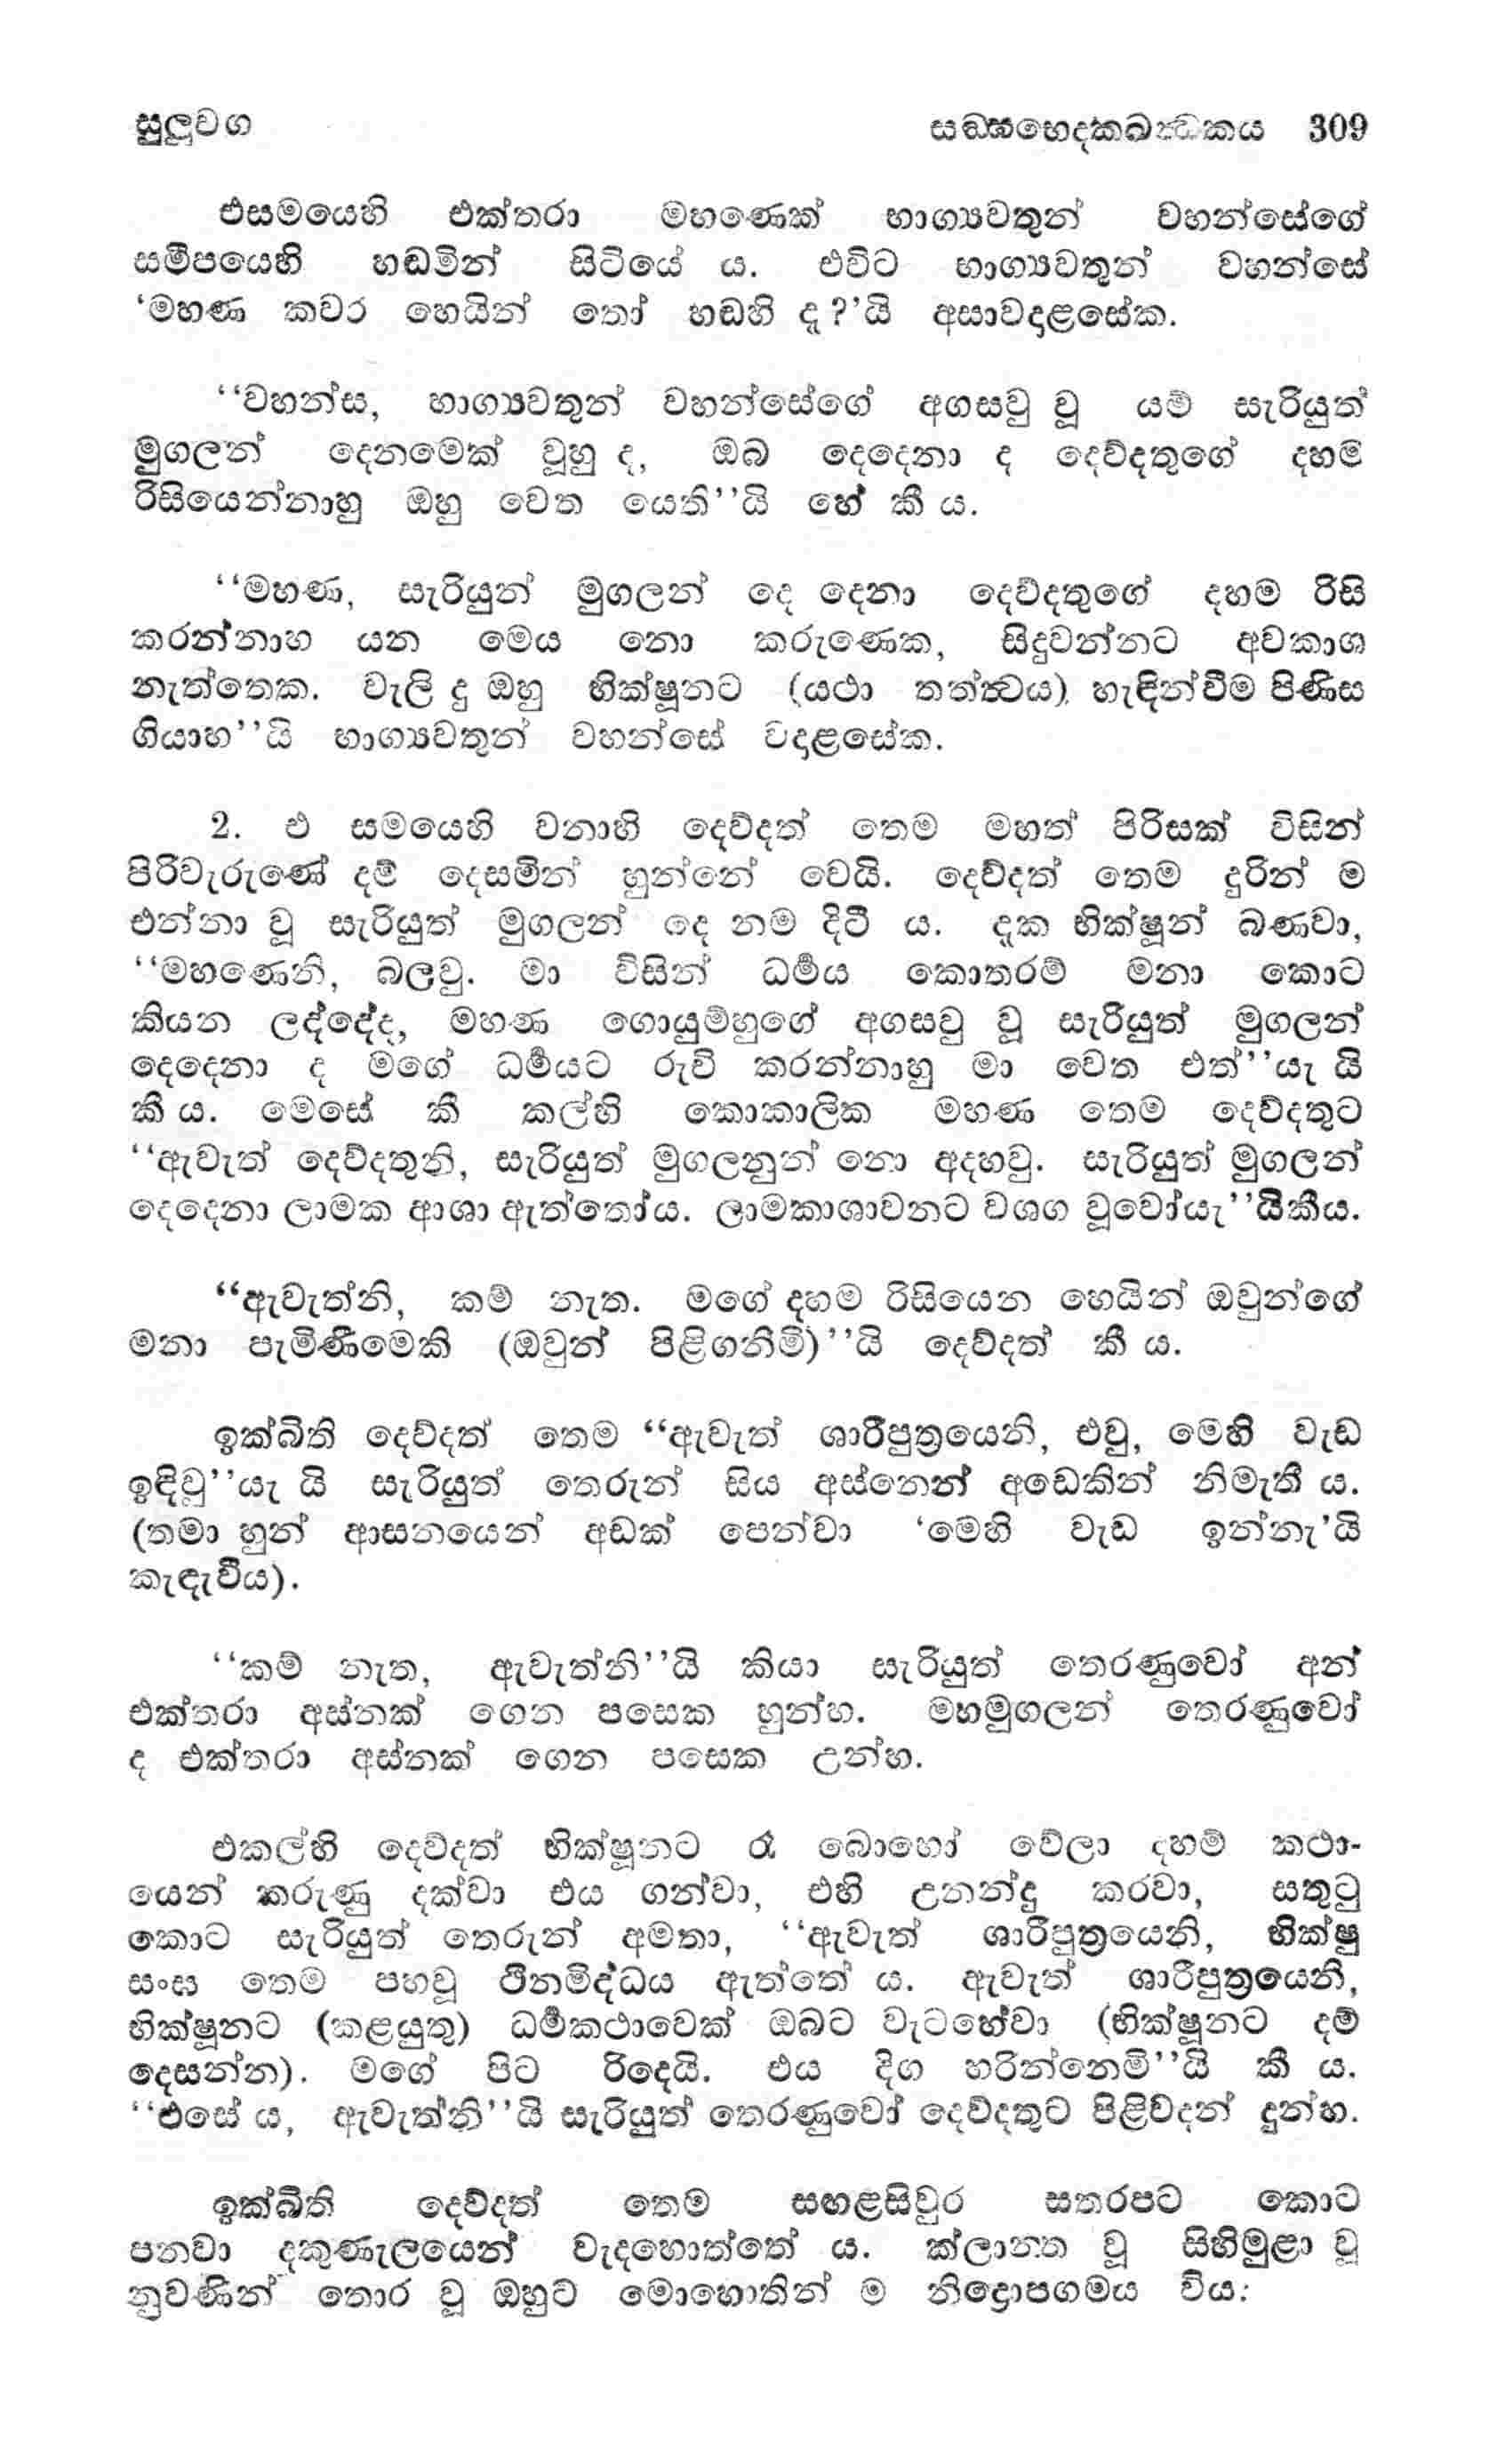 සුලුවග සඬ්ඝභෙදකඛන්ධකය 309
එසමයෙහි එක්තරා මහණෙක් භාග්‍යවතුන් වහන්සේගේ
සමීපයෙහි හඬමින් සිටියේ ය. එවිට භාග්‍යවතුන් වහන්සේ
‘මහණ කවර හෙයින් තෝ හඬහි දැ?’යි අසාවදාළසේක.
‘‘වහන්ස, භාග්‍යවතුන් වහන්සේගේ අගසවු වූ යම් සැරියුත්
මුගලන් දෙනමෙක් වූහු ද, ඔබ දෙදෙනා ද දෙව්දතුගේ දහම්
රිසියෙන්නාහු ඔහු වෙත යෙති’’යි හේ කී ය.
‘‘මහණ, සැරියුන් මුගලන් දෙ දෙනා දෙව්දතුගේ දහම රිසි
කරන්නාහ යන මෙය නො කරුණෙක, සිදුවන්නට අවකාශ
නැත්තෙක. වැලි දු ඔහු භික්ෂූනට (යථා තත්ත්‍වය) හැඳින්වීම පිණිස
ගියාහ’’යි භාග්‍යවතුන් වහන්සේ වදාළසේක.
2. එ සමයෙහි වනාහි දෙව්දත් තෙම මහත් පිරිසක් විසින්
පිරිවැරුණේ දම් දෙසමින් හුන්නේ වෙයි. දෙව්දත් තෙම දුරින් ම
එන්නා වූ සැරියුත් මුගලන් දෙ නම දිටී ය. දැක භික්ෂූන් බණවා,
‘‘මහණෙනි, බලවු. මා විසින් ධර්‍මය කොතරම් මනා කොට
කියන ලද්දේද, මහණ ගොයුම්හුගේ අගසවු වූ සැරියුත් මුගලන්
දෙදෙනා ද මගේ ධර්‍මයට රුචි කරන්නාහු මා වෙත එත්’’යැ යි
කී ය. මෙසේ කී කල්හි කොකාලික මහණ තෙම දෙව්දතුට
‘‘ඇවැත් දෙව්දතුනි, සැරියුත් මුගලනුන් නො අදහවු. සැරියුත් මුගලන්
දෙදෙනා ලාමක ආශා ඇත්තෝය. ලාමකාශාවනට වශග වූවෝයැ’’යිකීය.
‘‘ඇවැත්නි, කම් නැත. මගේ දහම රිසියෙන හෙයින් ඔවුන්ගේ
මනා පැමිණීමෙකි (ඔවුන් පිළිගනිමි)’’යි දෙව්දත් කී ය.
ඉක්බිති දෙව්දත් තෙම ‘‘ඇවැත් ශාරීපුත්‍රයෙනි, එවු, මෙහි වැඩ
ඉඳිවු’’යැ යි සැරියුත් තෙරුන් සිය අස්නෙන් අඩෙකින් නිමැතී ය.
(තමා හුන් ආසනයෙන් අඩක් පෙන්වා ‘මෙහි වැඩ ඉන්නැ’යි
කැඳැවීය).
‘‘කම් නැත, ඇවැත්නි’’යි කියා සැරියුත් තෙරණුවෝ අන්
එක්තරා අස්නක් ගෙන පසෙක හුන්හ. මහමුගලන් තෙරණුවෝ
ද එක්තරා අස්නක් ගෙන පසෙක උන්හ.
එකල්හි දෙව්දත් භික්ෂූනට රෑ බොහෝ වේලා දහම් කථා-
යෙන් කරුණු දක්වා එය ගන්වා, එහි උනන්දු කරවා, සතුටු
කොට සැරියුත් තෙරුන් අමතා, ‘‘ඇවැත් ශාරීපුත්‍රයෙනි, භික්ෂු
සංඝ තෙම පහවූ ථීනමිද්ධය ඇත්තේ ය. ඇවැත් ශාරීපුත්‍රයෙනි,
භික්ෂූනට (කළයුතු) ධර්‍මකථාවෙක් ඔබට වැටහේවා (භික්ෂූනට දම්
දෙසන්න). මගේ පිට රිදෙයි. එය දිග හරින්නෙමි’’යි කී ය.
‘‘එසේ ය, ඇවැත්නි’’යි සැරියුත් තෙරණුවෝ දෙව්දතුට පිළිවදන් දුන්හ.
ඉක්බිති දෙව්දත් තෙම සඟළසිවුර සතරපට කොට
පනවා දකුණැලයෙන් වැදහොත්තේ ය. ක්ලාන්ත වූ සිහිමුළා වූ
නුවණින් තොර වූ ඔහුට මොහොතින් ම නිද්‍රොපගමය විය.